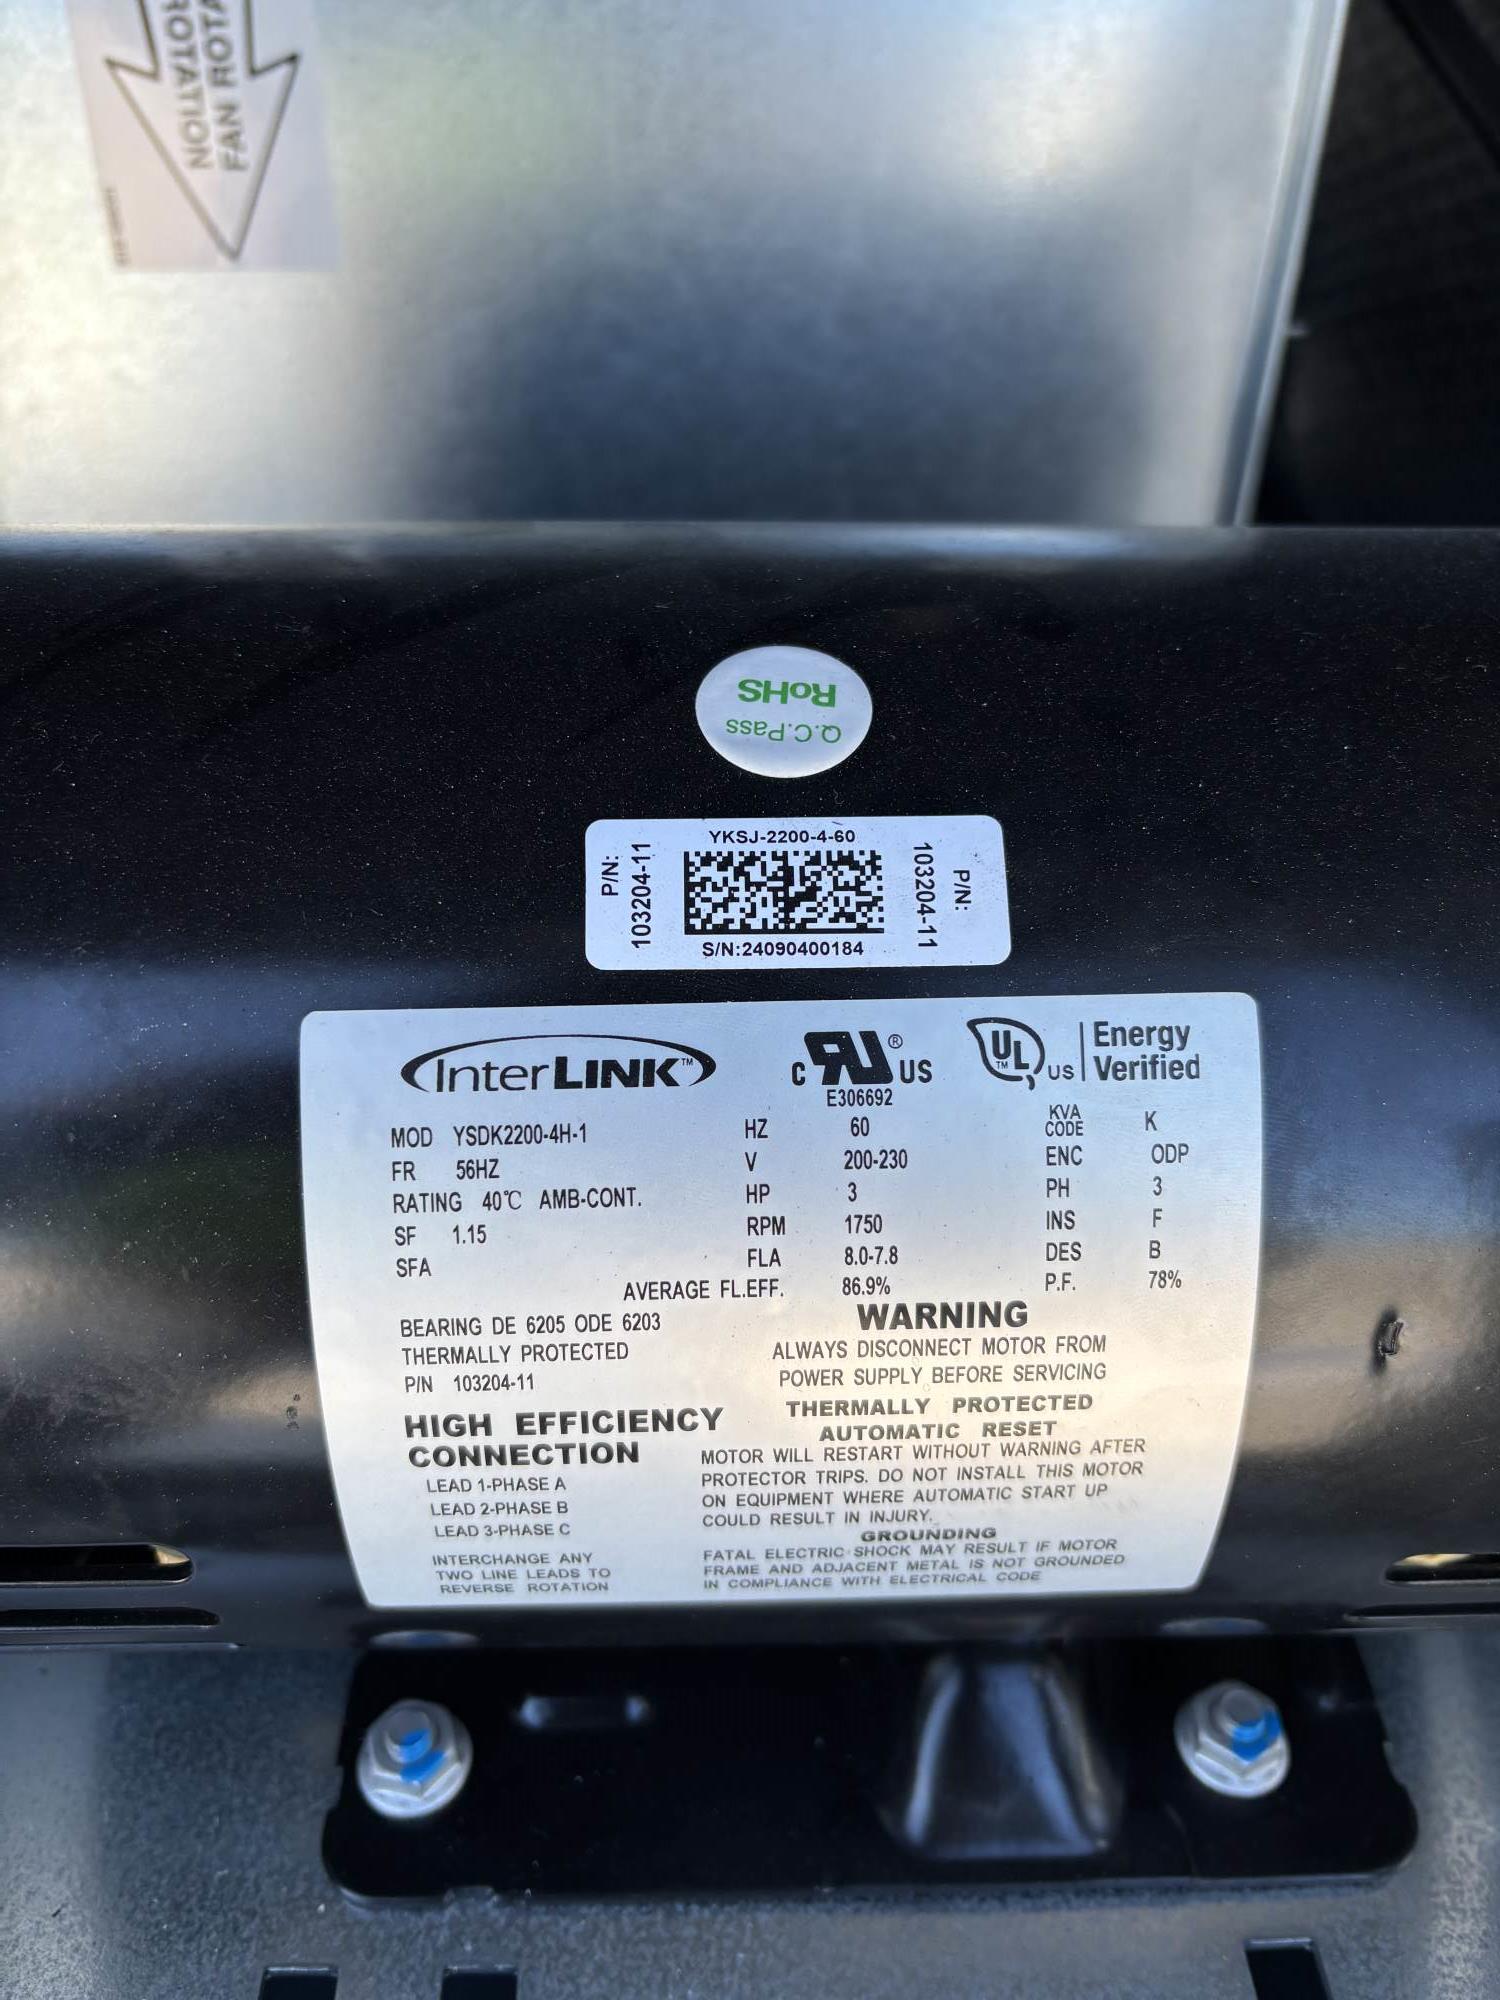 ROTATION
FAN ROTA
RoHS
Q.C.Pass
YKSJ-2200-4-60
P/N:
103204-11
103204-11
P/N:
S/N:24090400184
InterLINK™
c RU® US
E306692
UL™ US
Energy
Verified
MOD YSDK2200-4H-1
HZ 60
KVA
CODE K
FR 56HZ
V 200-230
ENC ODP
RATING 40℃ AMB-CONT.
HP 3
PH 3
SF 1.15
RPM 1750
INS F
SFA
FLA 8.0-7.8
DES B
AVERAGE FL.EFF. 86.9%
P.F. 78%
BEARING DE 6205 ODE 6203
THERMALLY PROTECTED
P/N 103204-11
HIGH EFFICIENCY
CONNECTION
LEAD 1-PHASE A
LEAD 2-PHASE B
LEAD 3-PHASE C
INTERCHANGE ANY
TWO LINE LEADS TO
REVERSE ROTATION
WARNING
ALWAYS DISCONNECT MOTOR FROM
POWER SUPPLY BEFORE SERVICING
THERMALLY PROTECTED
AUTOMATIC RESET
MOTOR WILL RESTART WITHOUT WARNING AFTER
PROTECTOR TRIPS. DO NOT INSTALL THIS MOTOR
ON EQUIPMENT WHERE AUTOMATIC START UP
COULD RESULT IN INJURY.
GROUNDING
FATAL ELECTRIC SHOCK MAY RESULT IF MOTOR
FRAME AND ADJACENT METAL IS NOT GROUNDED
IN COMPLIANCE WITH ELECTRICAL CODE